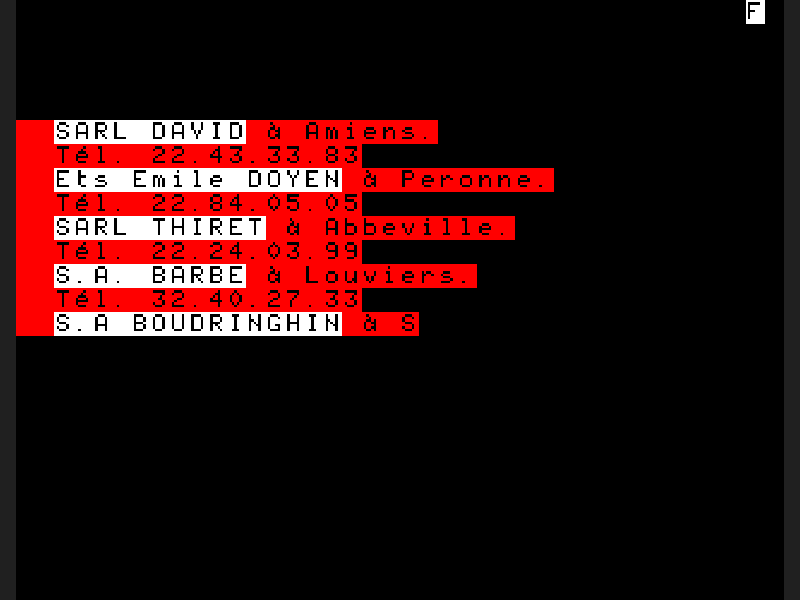 F
SARL DAVID à Amiens.
Tél. 22.43.33.83
Ets Emile DOYEN à Peronne.
Tél. 22.84.05.05
SARL THIRET à Abbeville.
Tél. 22.24.03.99
S.A. BARBE à Louviers.
Tél. 32.40.27.33
S.A BOUDRINGHIN à S